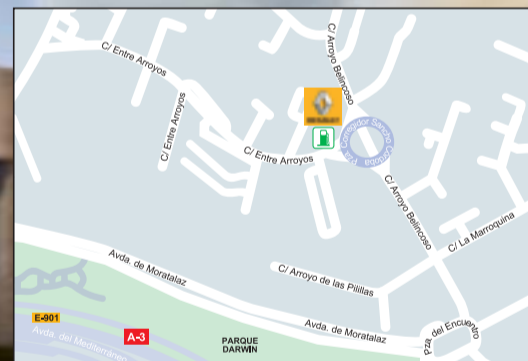 C/ Entre Arroyos
C/ Arroyo Belincoso
C/ Entre Arroyos
RENAULT
C/ Entre Arroyos
Pza. Corregidor Sancho Córdoba
C/ Arroyo Belincoso
C/ La Marroquina
Avda. de Moratalaz
C/ Arroyo de las Pilillas
E-901
Avda. del Mediterráneo
A-3
PARQUE
DARWIN
Avda. de Moratalaz
Pza. del Encuentro